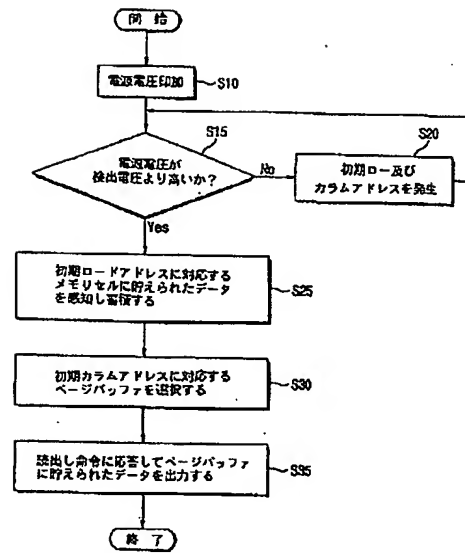 開始
電源電圧印加
S10
S15
電源電圧が
検出電圧より高いか?
No
S20
初期ロー及び
カラムアドレスを発生
Yes
初期ロードアドレスに対応する
メモリセルに貯えられたデータ
を感知し蓄積する
S25
初期カラムアドレスに対応する
ページバッファを選択する
S30
読出し命令に応答してページバッファ
に貯えられたデータを出力する
S35
終了